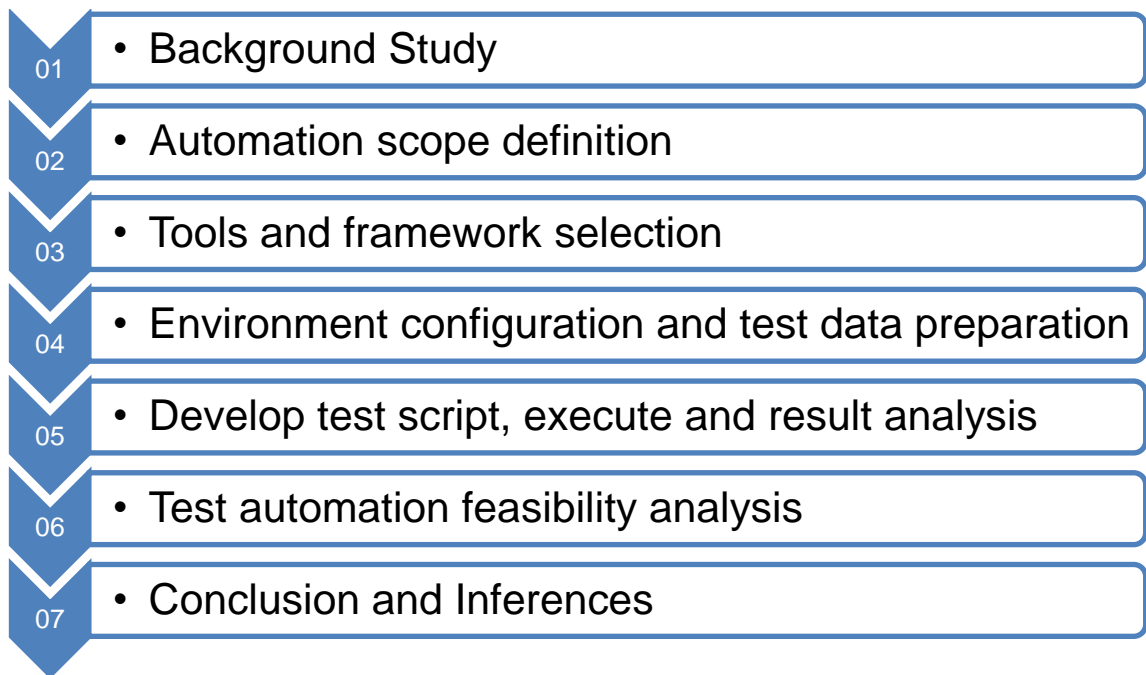 01 • Background Study
02 • Automation scope definition
03 • Tools and framework selection
04 • Environment configuration and test data preparation
05 • Develop test script, execute and result analysis
06 • Test automation feasibility analysis
07 • Conclusion and Inferences